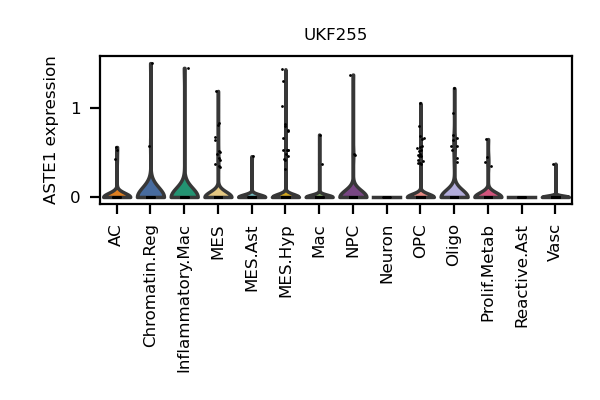 UKF255
ASTE1 expression
1
0
AC
Chromatin.Reg
Inflammatory.Mac
MES
MES.Ast
MES.Hyp
Mac
NPC
Neuron
OPC
Oligo
Prolif.Metab
Reactive.Ast
Vasc